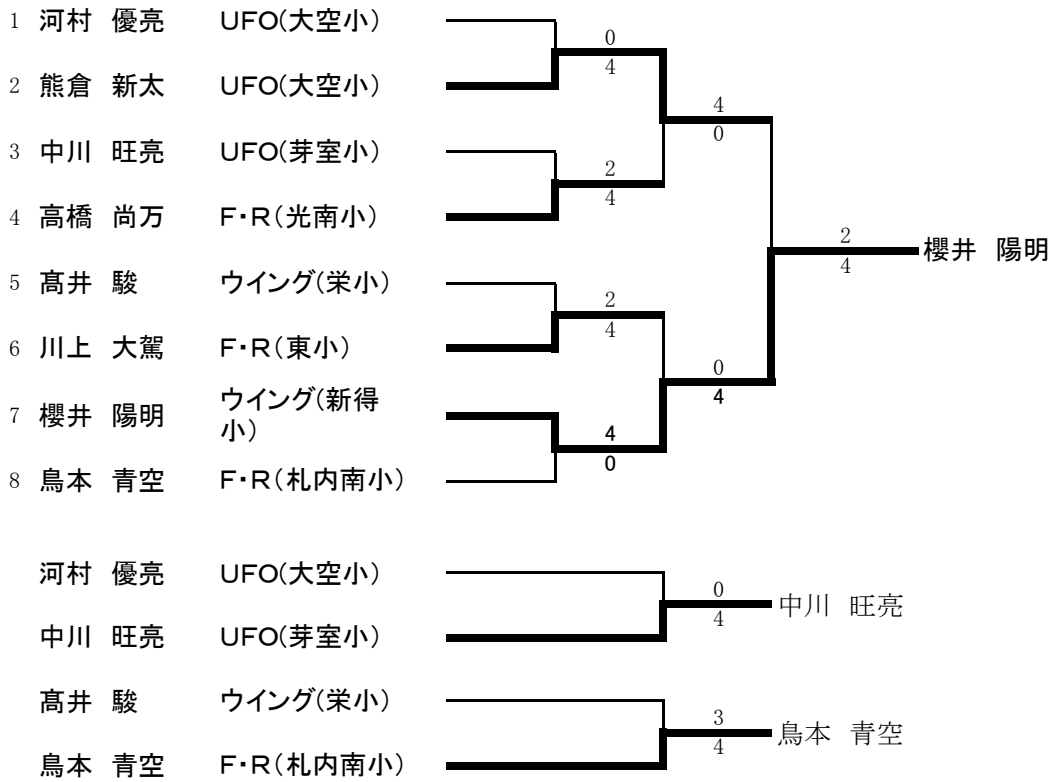 1 河村 優亮 UFO(大空小)
0
4
2 熊倉 新太 UFO(大空小)
4
0
3 中川 旺亮 UFO(芽室小)
2
4
4 高橋 尚万 F・R(光南小)
2
4
櫻井 陽明
5 髙井 駿 ウイング(栄小)
2
4
6 川上 大駕 F・R(東小)
0
4
7 櫻井 陽明 ウイング(新得
小)
4
0
8 鳥本 青空 F・R(札内南小)
河村 優亮 UFO(大空小)
0
4
中川 旺亮
中川 旺亮 UFO(芽室小)
髙井 駿 ウイング(栄小)
3
4
鳥本 青空
鳥本 青空 F・R(札内南小)